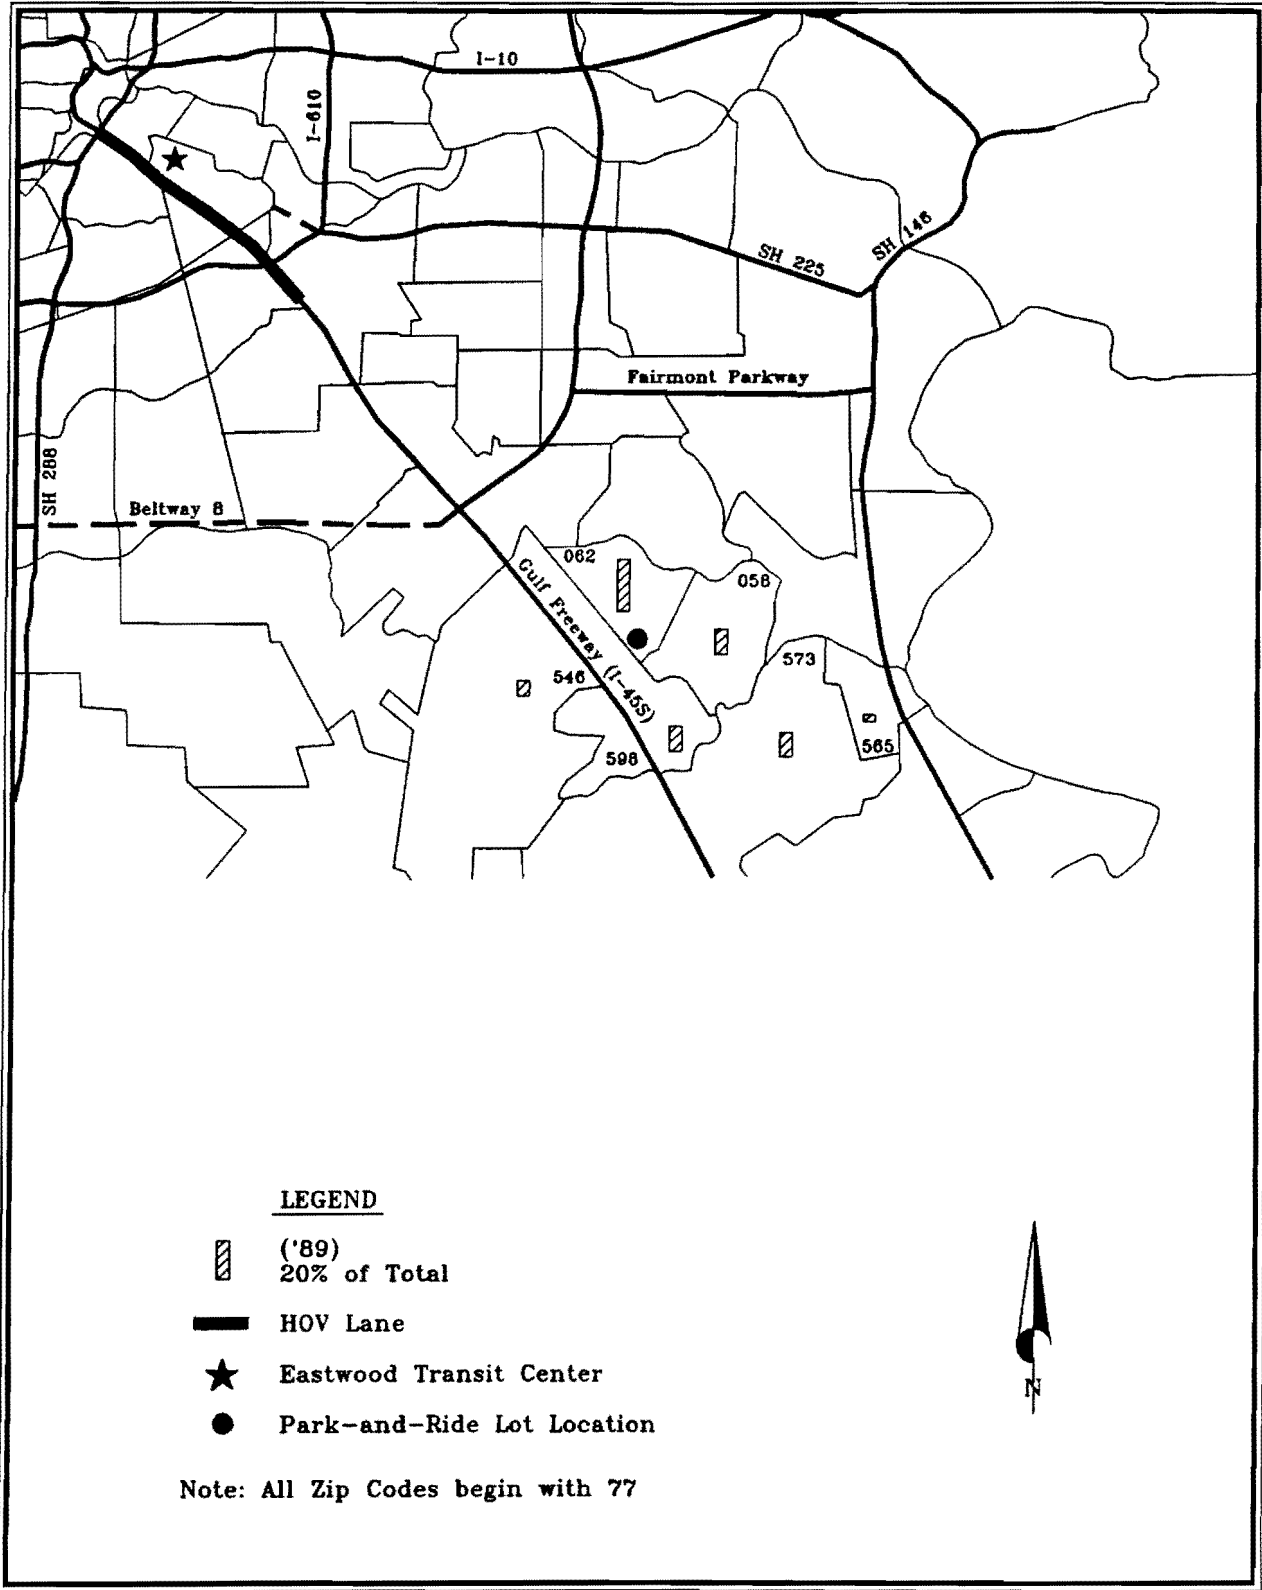 I-10
I-610
SH 146
SH 225
Fairmont Parkway
SH 288
Beltway 8
062
058
Gulf Freeway (I-45S)
573
546
565
598
LEGEND
('89)
20% of Total
HOV Lane
Eastwood Transit Center
Park-and-Ride Lot Location
N
Note: All Zip Codes begin with 77